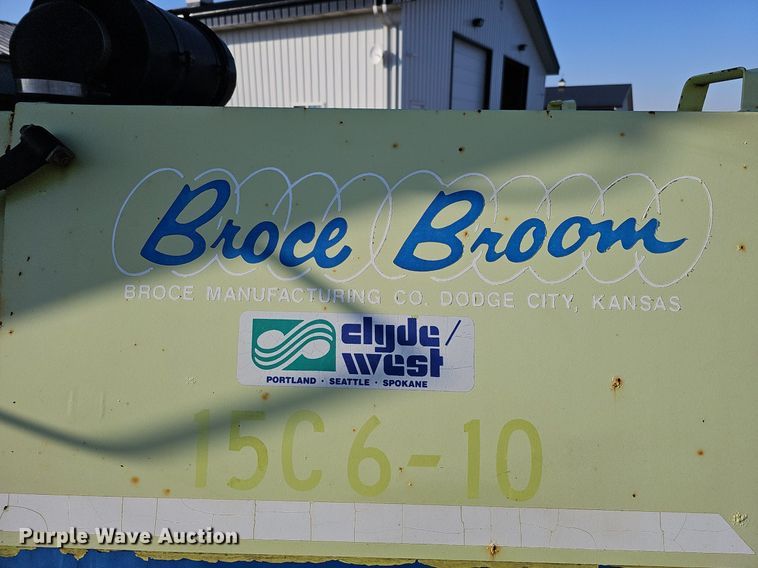 Broce Broom
BROCE MANUFACTURING CO. DODGE CITY, KANSAS
clyde/
west
PORTLAND · SEATTLE · SPOKANE
15C6-10
Purple Wave Auction